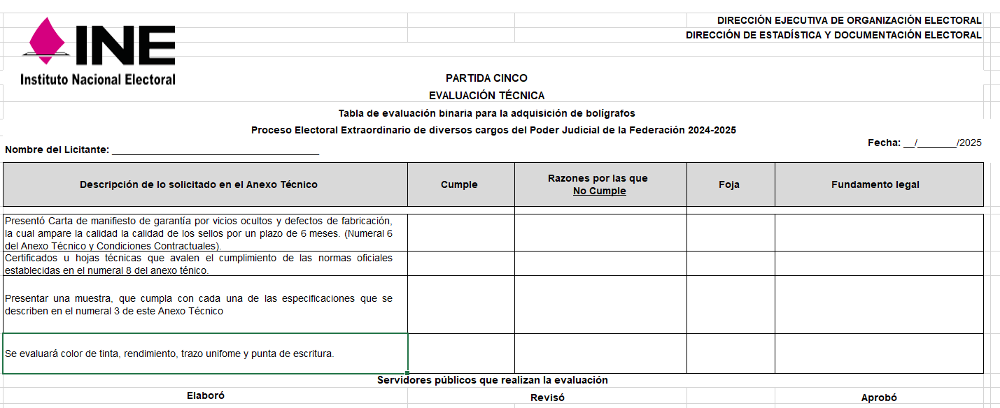 DIRECCIÓN EJECUTIVA DE ORGANIZACIÓN ELECTORAL
DIRECCIÓN DE ESTADÍSTICA Y DOCUMENTACIÓN ELECTORAL
INE
Instituto Nacional Electoral
PARTIDA CINCO
EVALUACIÓN TÉCNICA
Tabla de evaluación binaria para la adquisición de bolígrafos
Proceso Electoral Extraordinario de diversos cargos del Poder Judicial de la Federación 2024-2025
Fecha: __/_______/2025
Nombre del Licitante: _____________________________________
Descripción de lo solicitado en el Anexo Técnico
Cumple
Razones por las que
No Cumple
Foja
Fundamento legal
Presentó Carta de manifiesto de garantía por vicios ocultos y defectos de fabricación,
la cual ampare la calidad la calidad de los sellos por un plazo de 6 meses. (Numeral 6
del Anexo Técnico y Condiciones Contractuales).
Certificados u hojas técnicas que avalen el cumplimiento de las normas oficiales
establecidas en el numeral 8 del anexo ténico.
Presentar una muestra, que cumpla con cada una de las especificaciones que se
describen en el numeral 3 de este Anexo Técnico
Se evaluará color de tinta, rendimiento, trazo unifome y punta de escritura.
Servidores públicos que realizan la evaluación
Elaboró
Revisó
Aprobó